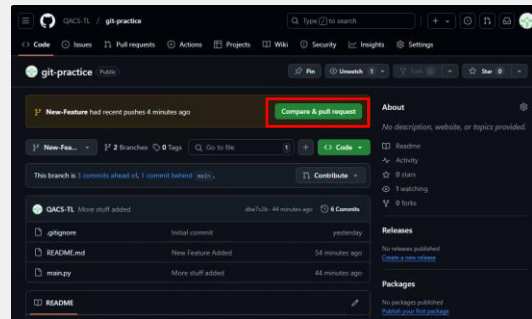 QACS-TL / git-practice
Type / to search
Code Issues Pull requests Actions Projects Wiki Security Insights Settings
git-practice Public
Pin Unwatch 1 Fork 0 Star 0
New-Feature had recent pushes 4 minutes ago
Compare & pull request
New-Fea... 2 Branches 0 Tags Go to file t + Code
This branch is 3 commits ahead of, 1 commit behind main.
Contribute
QACS-TL More stuff added
44 minutes ago 6 Commits
.gitignore Initial commit yesterday
README.md New Feature Added 54 minutes ago
main.py More stuff added 44 minutes ago
README
About
No description, website, or topics provided.
Readme
Activity
0 stars
1 watching
0 forks
Releases
No releases published
Create a new release
Packages
No packages published
Publish your first package